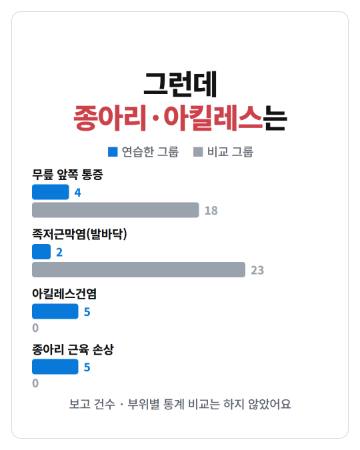 그런데
종아리·아킬레스는
연습한 그룹 비교 그룹
무릎 앞쪽 통증
4
18
족저근막염(발바닥)
2
23
아킬레스건염
5
0
종아리 근육 손상
5
0
보고 건수 · 부위별 통계 비교는 하지 않았어요